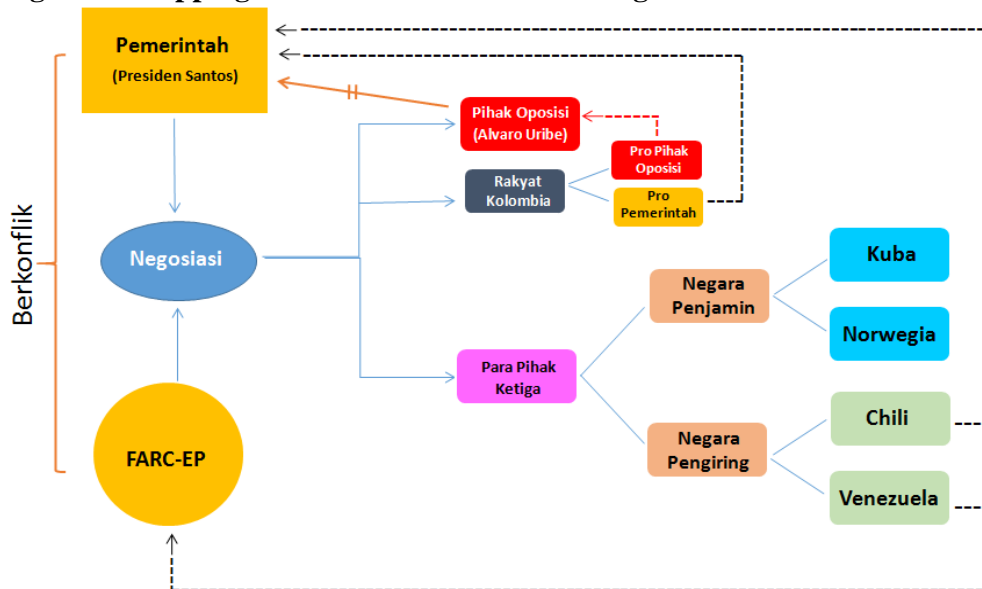 Pemerintah
(Presiden Santos)
Pihak Oposisi
(Alvaro Uribe)
Pro Pihak
Oposisi
Rakyat
Kolombia
Pro
Pemerintah
Berkonflik
Negosiasi
Negara
Penjamin
Kuba
Norwegia
Para Pihak
Ketiga
Negara
Pengiring
Chili
Venezuela
FARC-EP